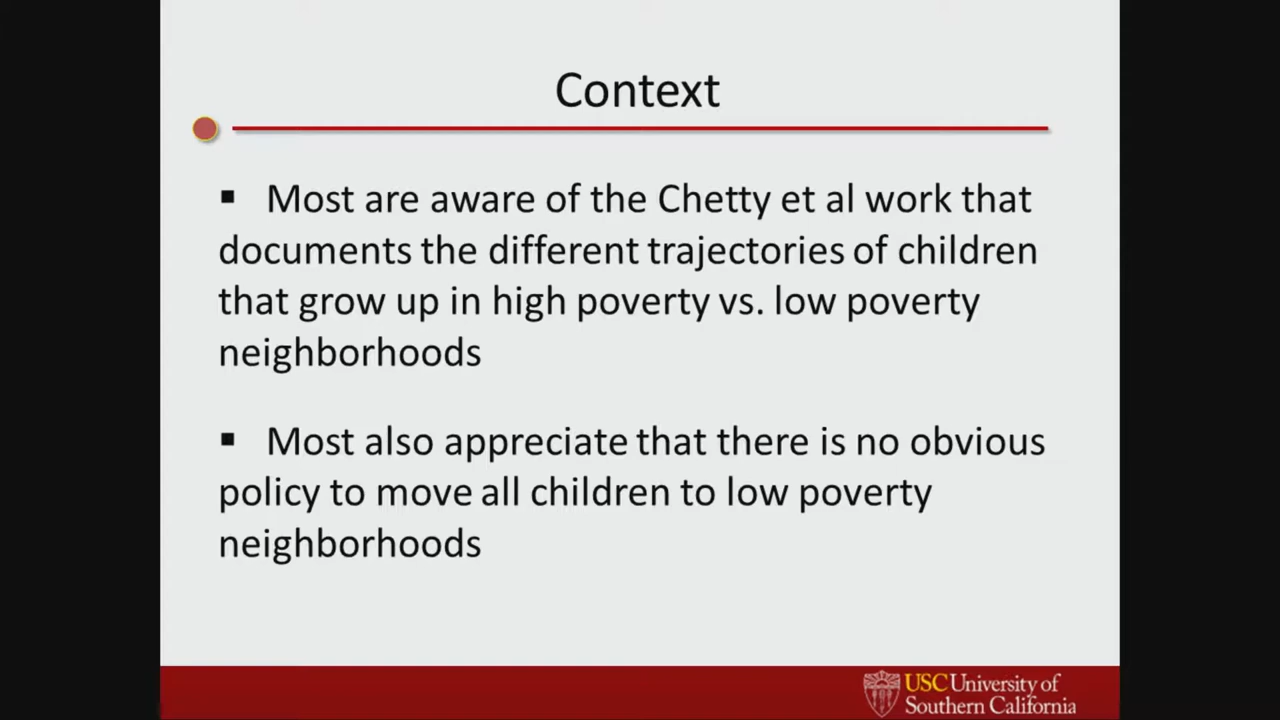 Context
▪ Most are aware of the Chetty et al work that
documents the different trajectories of children
that grow up in high poverty vs. low poverty
neighborhoods
▪ Most also appreciate that there is no obvious
policy to move all children to low poverty
neighborhoods
USC University of
Southern California